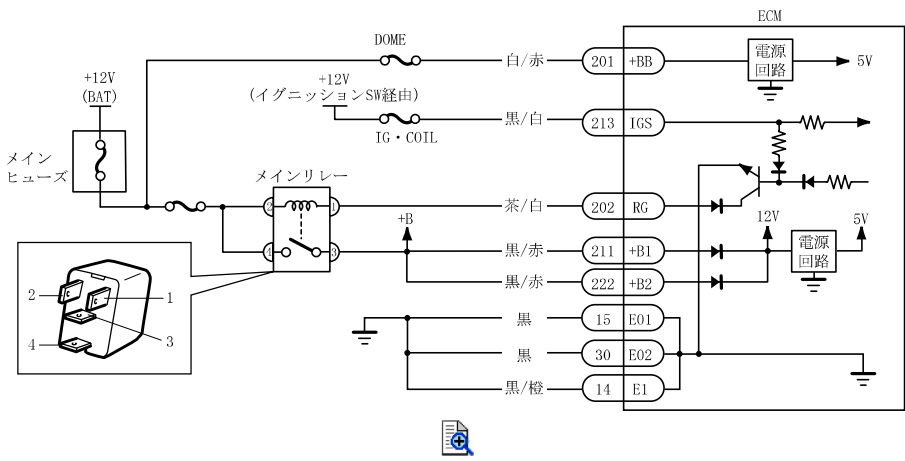 ECM
DOME
白/赤
201 +BB
電源
回路
5V
+12V
(BAT)
+12V
(イグニッションSW経由)
IG・COIL
黒/白
213 IGS
メイン
ヒューズ
メインリレー
2
1
茶/白
202 RG
4
3
+B
黒/赤
211 +B1
12V
電源
回路
5V
黒/赤
222 +B2
2
1
3
4
黒
15 E01
黒
30 E02
黒/橙
14 E1